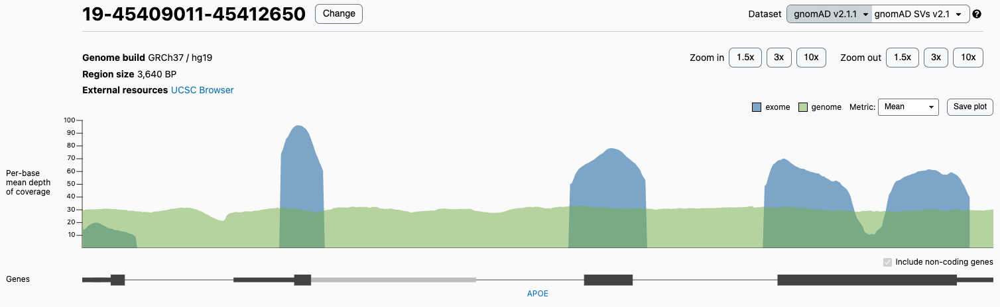 19-45409011-45412650 Change Dataset gnomAD v2.1.1 gnomAD SVs v2.1 ?
Genome build GRCh37 / hg19 Zoom in 1.5x 3x 10x Zoom out 1.5x 3x 10x
Region size 3,640 BP
External resources UCSC Browser
exome genome Metric: Mean Save plot
100
90
80
70
60
50
40
30
20
10
Per-base
mean depth
of coverage
Include non-coding genes
Genes
APOE